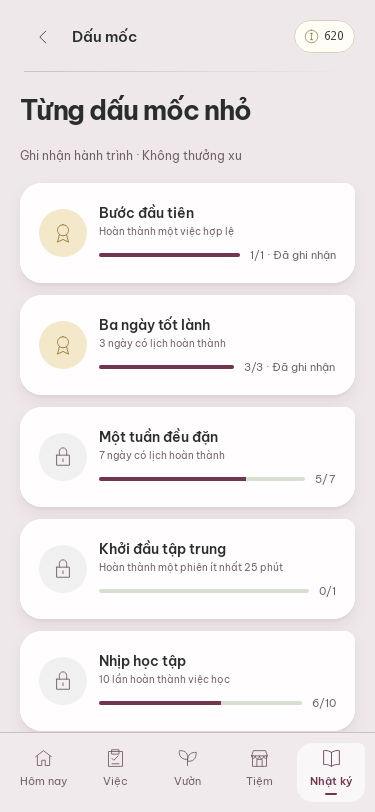 Dấu mốc
620
Từng dấu mốc nhỏ
Ghi nhận hành trình · Không thưởng xu
Bước đầu tiên
Hoàn thành một việc hợp lệ
1/1 · Đã ghi nhận
Ba ngày tốt lành
3 ngày có lịch hoàn thành
3/3 · Đã ghi nhận
Một tuần đều đặn
7 ngày có lịch hoàn thành
5/7
Khởi đầu tập trung
Hoàn thành một phiên ít nhất 25 phút
0/1
Nhịp học tập
10 lần hoàn thành việc học
6/10
Hôm nay
Việc
Vườn
Tiệm
Nhật ký